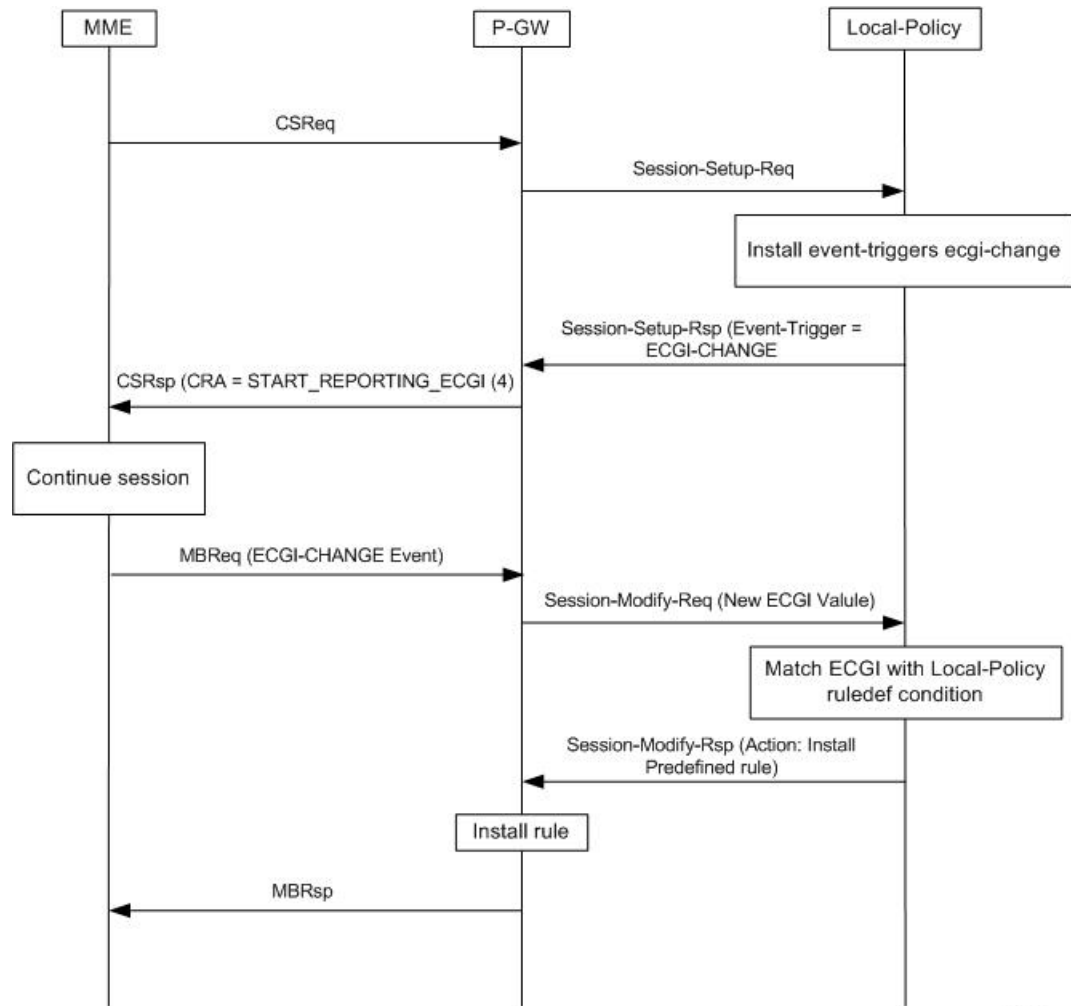 MME
P-GW
Local-Policy
CSReq
Session-Setup-Req
Install event-triggers ecgi-change
Session-Setup-Rsp (Event-Trigger =
ECGI-CHANGE
CSRsp (CRA = START_REPORTING_ECGI (4)
Continue session
MBReq (ECGI-CHANGE Event)
Session-Modify-Req (New ECGI Valule)
Match ECGI with Local-Policy
ruledef condition
Session-Modify-Rsp (Action: Install
Predefined rule)
Install rule
MBRsp